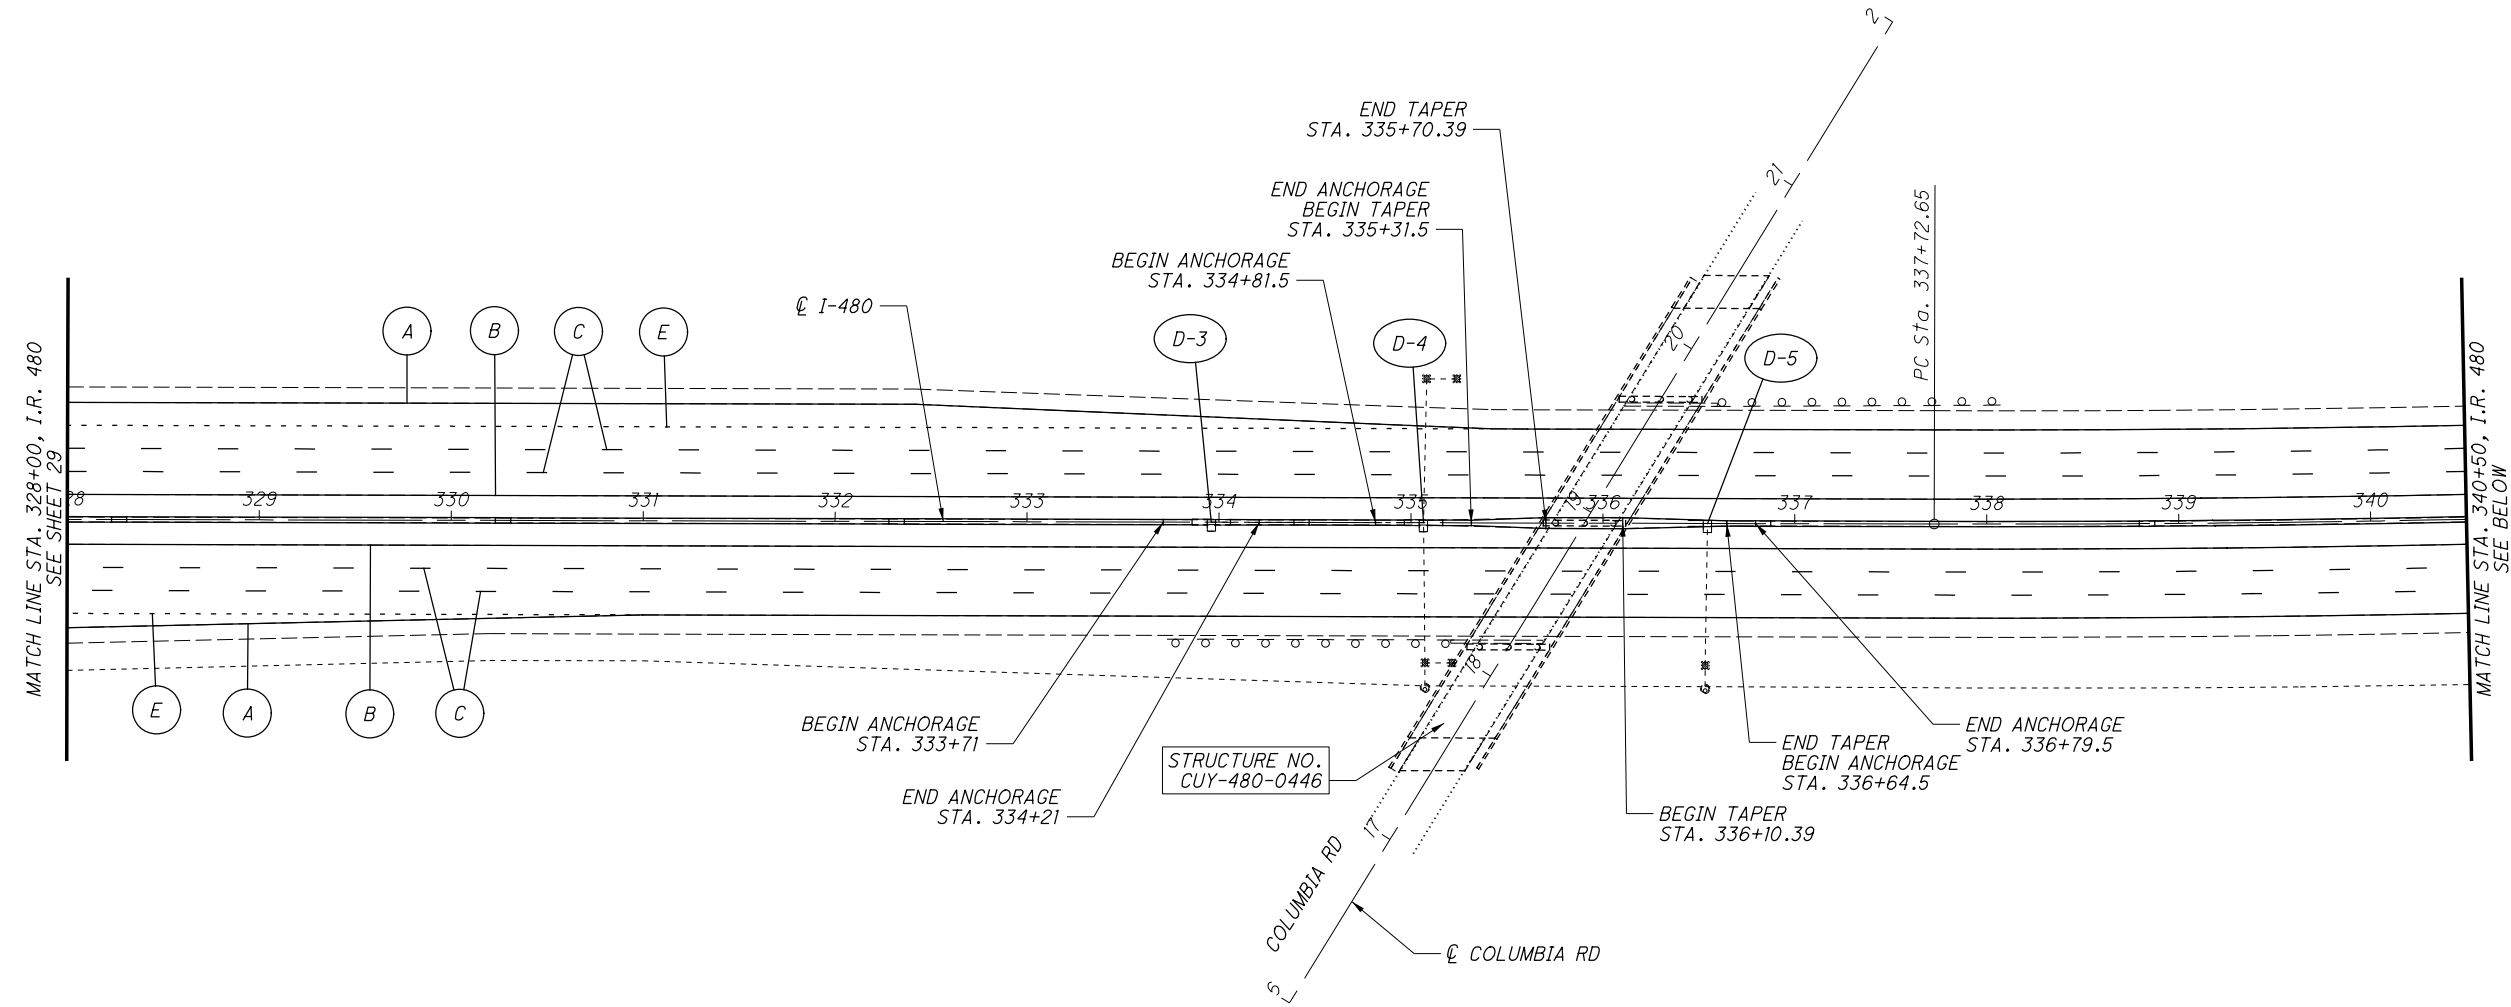 2
21
END TAPER
STA. 335+70.39
END ANCHORAGE
BEGIN TAPER
STA. 335+31.5
BEGIN ANCHORAGE
STA. 334+81.5
℄ I-480
PC Sta. 337+72.65
A
B
C
E
D-3
D-4
D-5
20
MATCH LINE STA. 328+00, I.R. 480
SEE SHEET 29
MATCH LINE STA. 340+50, I.R. 480
SEE BELOW
28
329
330
331
332
333
334
335
19
336
337
338
339
340
18
E
A
B
C
BEGIN ANCHORAGE
STA. 333+71
END ANCHORAGE
STA. 334+21
STRUCTURE NO.
CUY-480-0446
END ANCHORAGE
STA. 336+79.5
END TAPER
BEGIN ANCHORAGE
STA. 336+64.5
BEGIN TAPER
STA. 336+10.39
17
COLUMBIA RD
℄ COLUMBIA RD